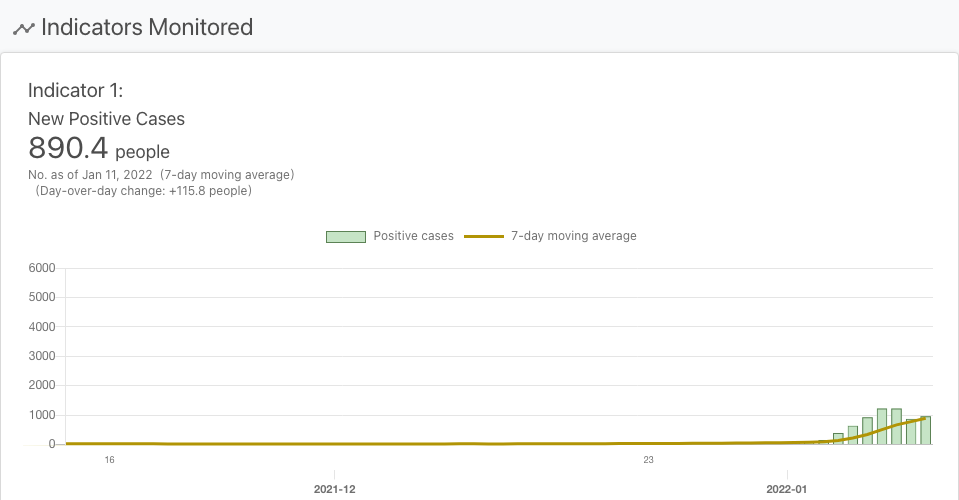 Indicators Monitored
Indicator 1:
New Positive Cases
890.4 people
No. as of Jan 11, 2022 (7-day moving average)
(Day-over-day change: +115.8 people)
Positive cases 7-day moving average
6000
5000
4000
3000
2000
1000
0
16 23
2021-12 2022-01